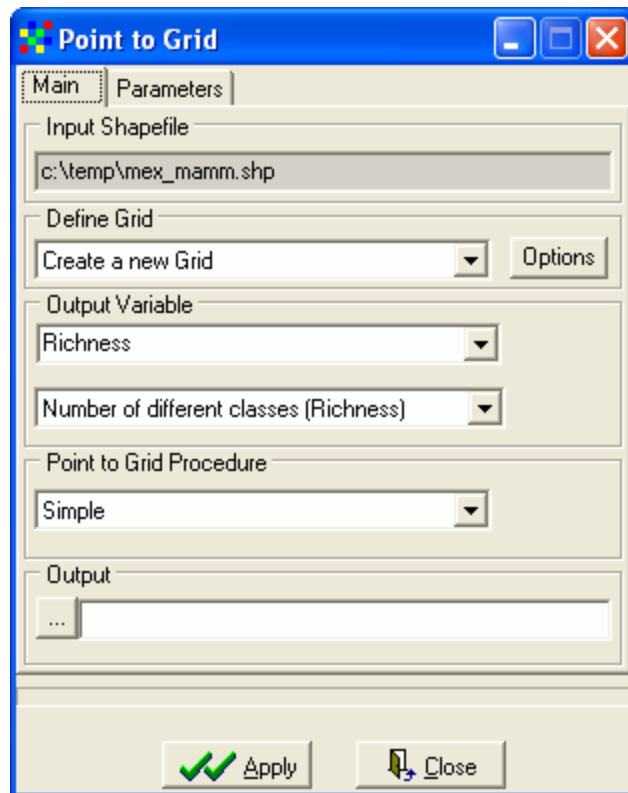 Point to Grid
Main Parameters
Input Shapefile
c:\temp\mex_mamm.shp
Define Grid
Create a new Grid Options
Output Variable
Richness
Number of different classes (Richness)
Point to Grid Procedure
Simple
Output
...
Apply Close